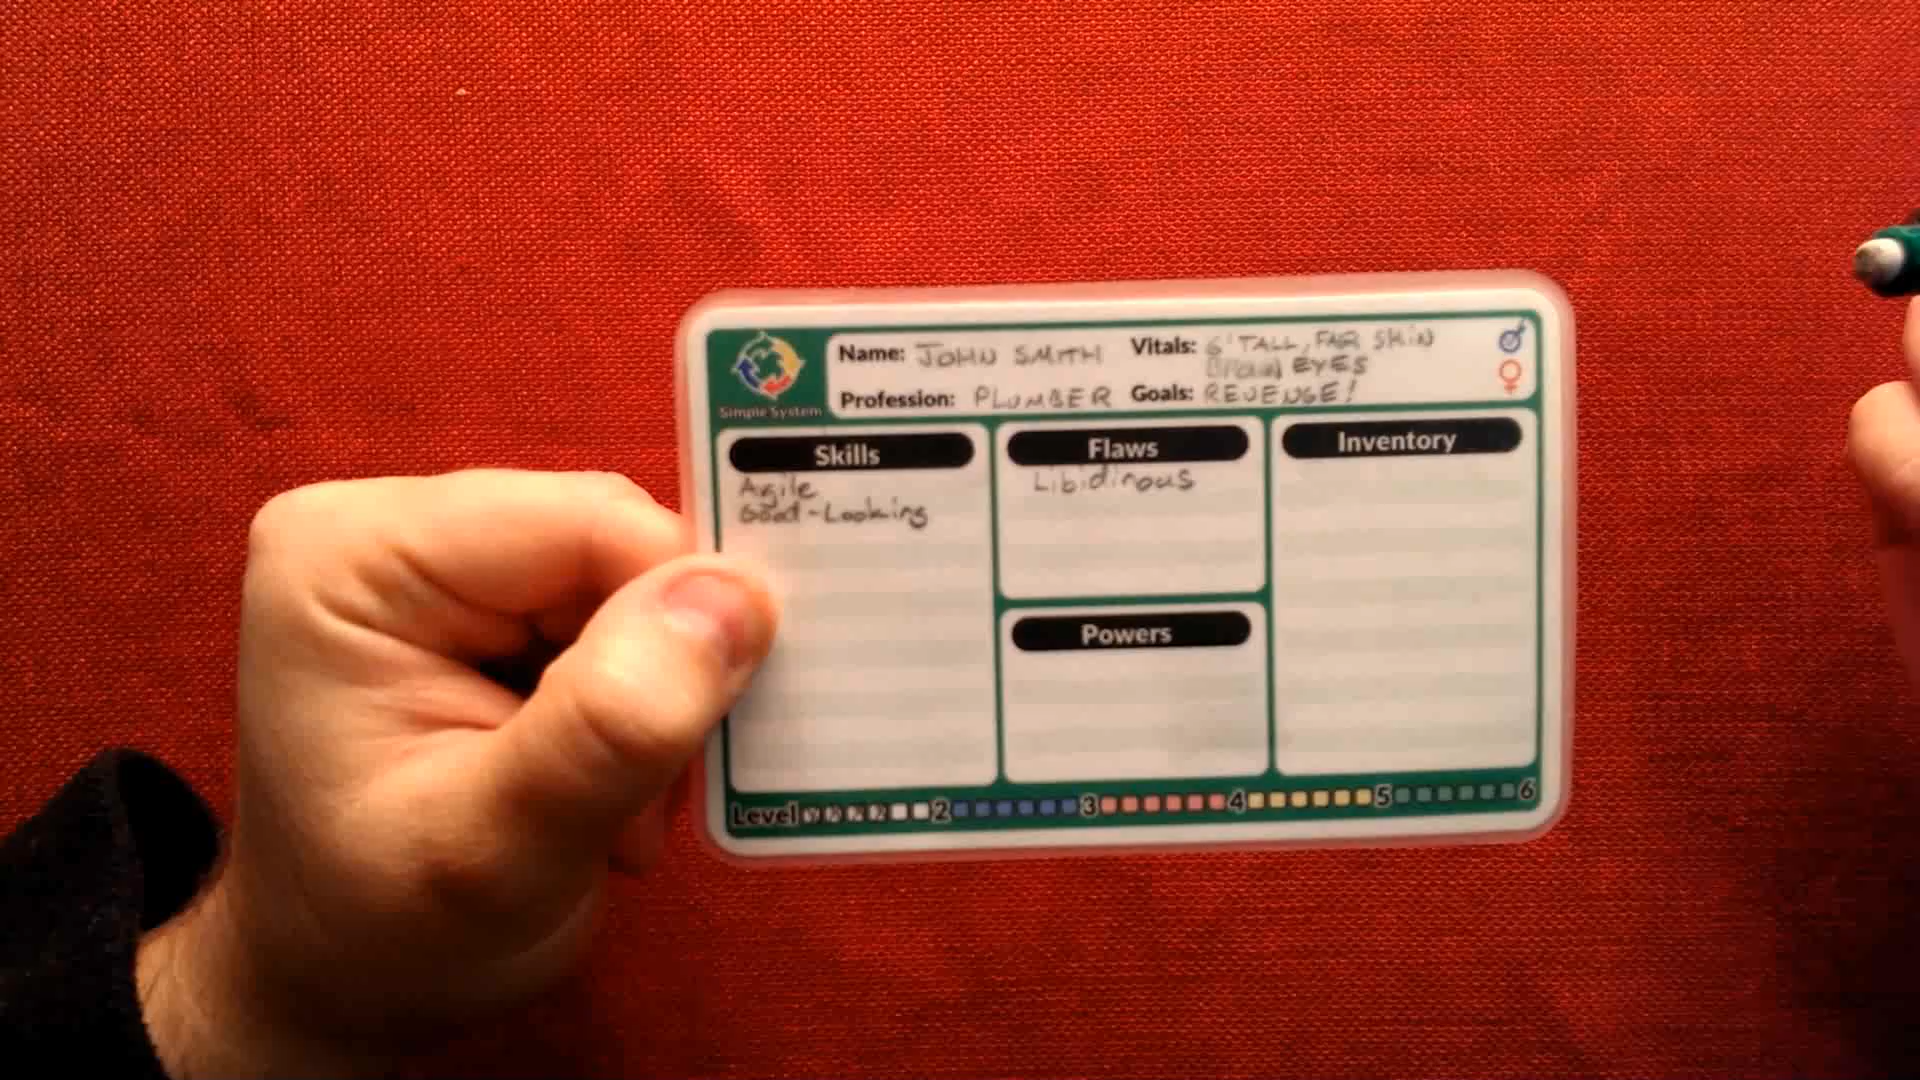 Name: JOHN SMITH
Vitals: 6' TALL, FAIR SKIN
BROWN EYES
Profession: PLUMBER
Goals: REVENGE!
Simple System
Skills
Agile
Good-Looking
Flaws
Libidinous
Powers
Inventory
Level 2 3 4 5 6